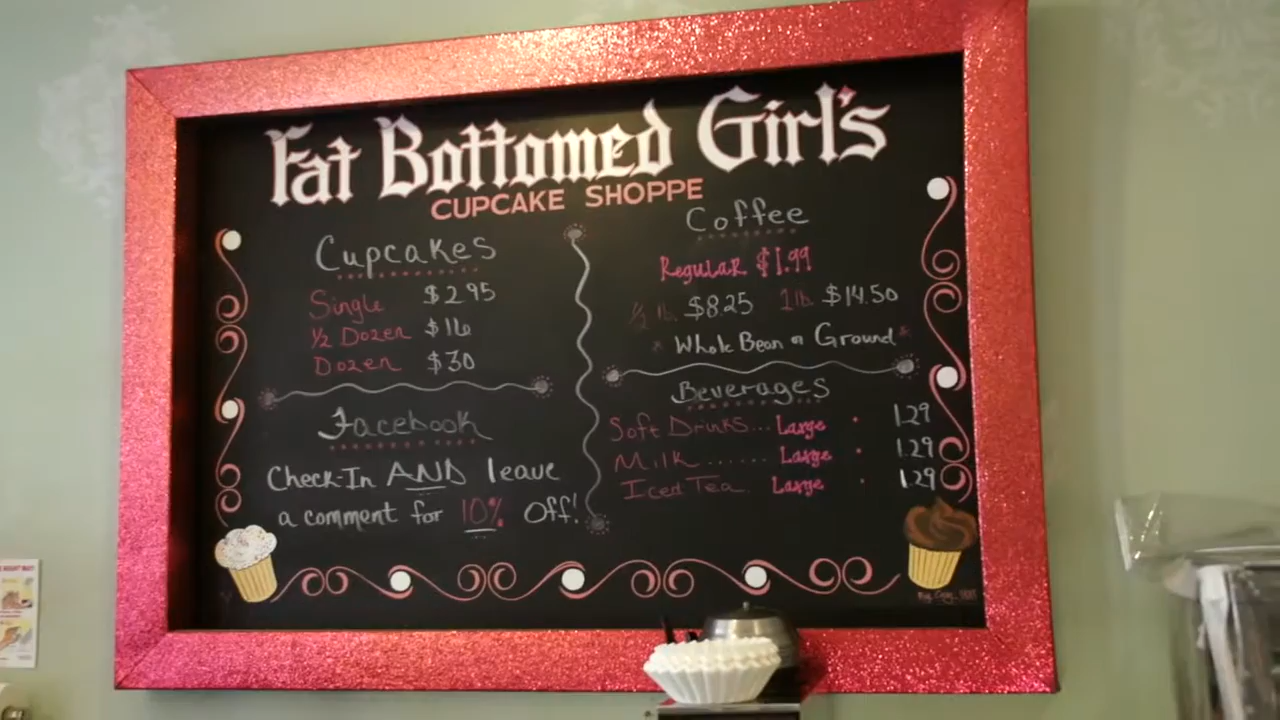 Fat Bottomed Girl's
CUPCAKE SHOPPE
Cupcakes
Single $2.95
½ Dozen $16
Dozen $30
Facebook
Check-In AND leave
a comment for 10% Off!
Coffee
Regular $1.99
½ lb. $8.25 1lb. $14.50
* Whole Bean or Ground *
Beverages
Soft Drinks... Large . 1.29
Milk...... Large . 1.29
Iced Tea. Large . 1.29